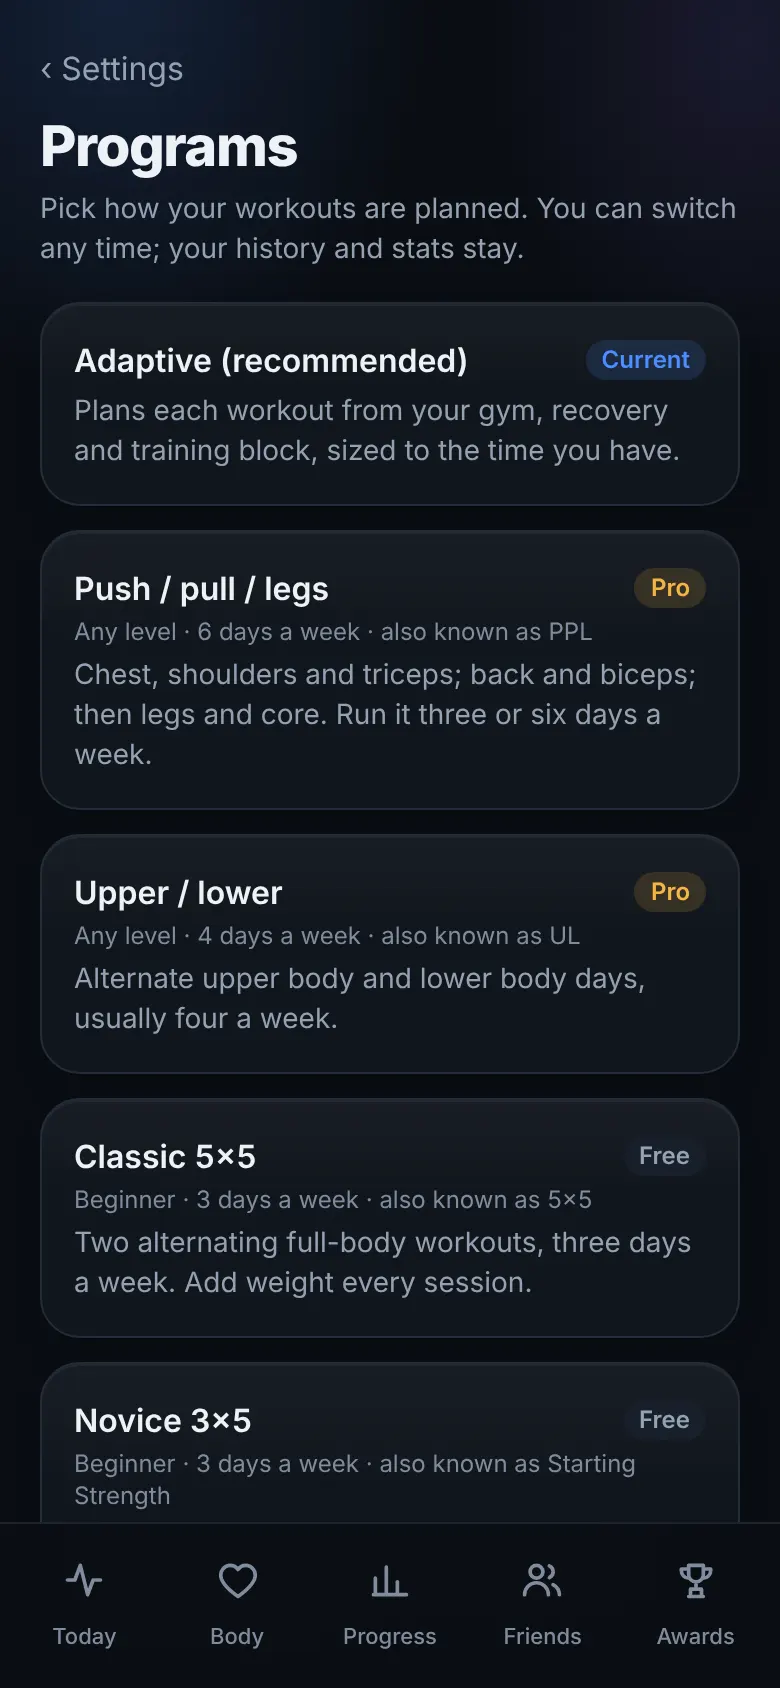 ‹ Settings
Programs
Pick how your workouts are planned. You can switch
any time; your history and stats stay.
Adaptive (recommended)
Current
Plans each workout from your gym, recovery
and training block, sized to the time you have.
Push / pull / legs
Pro
Any level · 6 days a week · also known as PPL
Chest, shoulders and triceps; back and biceps;
then legs and core. Run it three or six days a
week.
Upper / lower
Pro
Any level · 4 days a week · also known as UL
Alternate upper body and lower body days,
usually four a week.
Classic 5×5
Free
Beginner · 3 days a week · also known as 5×5
Two alternating full-body workouts, three days
a week. Add weight every session.
Novice 3×5
Free
Beginner · 3 days a week · also known as Starting
Strength
Today
Body
Progress
Friends
Awards